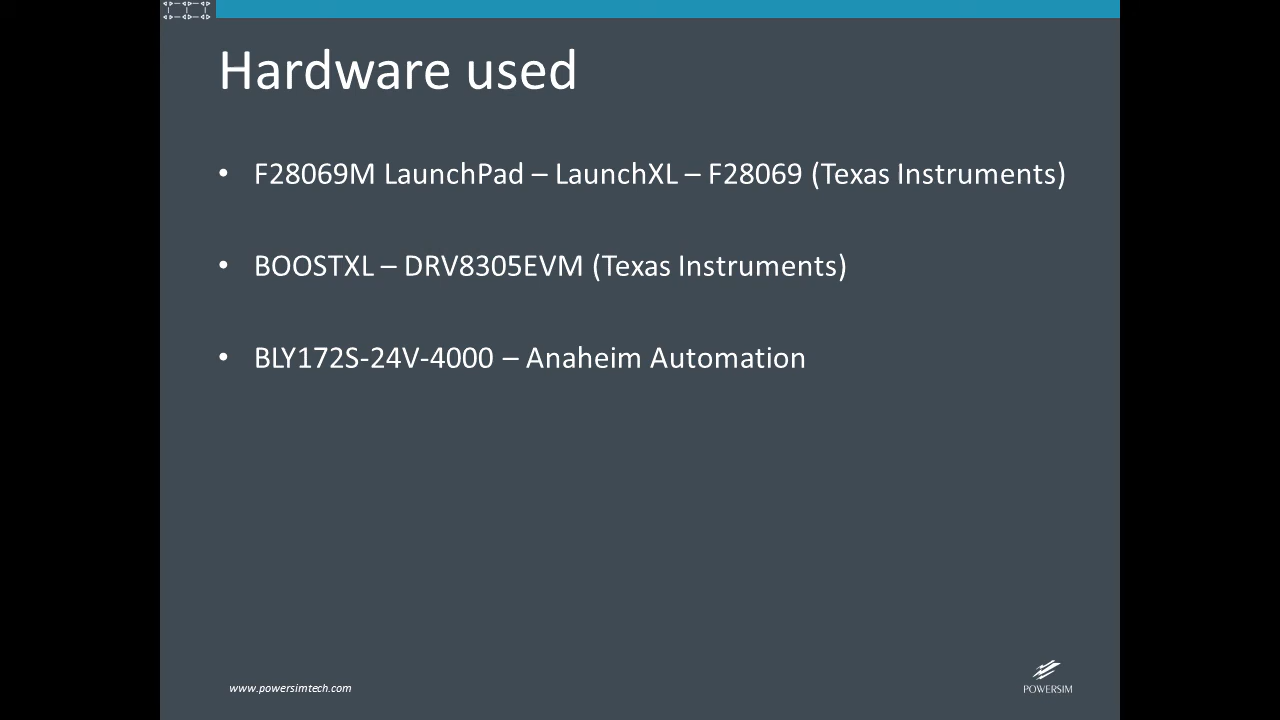 Hardware used
• F28069M LaunchPad – LaunchXL – F28069 (Texas Instruments)
• BOOSTXL – DRV8305EVM (Texas Instruments)
• BLY172S-24V-4000 – Anaheim Automation
www.powersimtech.com
POWERSIM